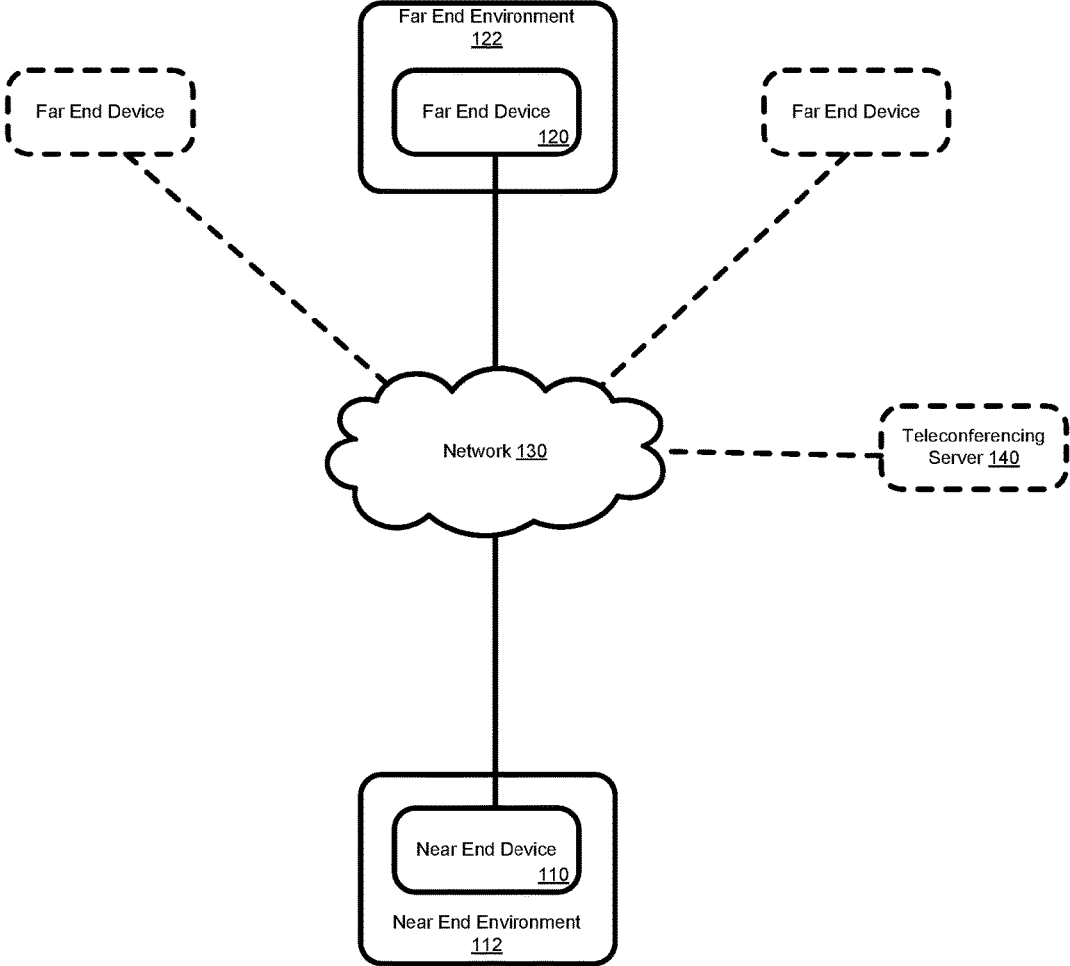 Far End Environment
122
Far End Device
Far End Device
120
Far End Device
Network 130
Teleconferencing
Server 140
Near End Device
110
Near End Environment
112